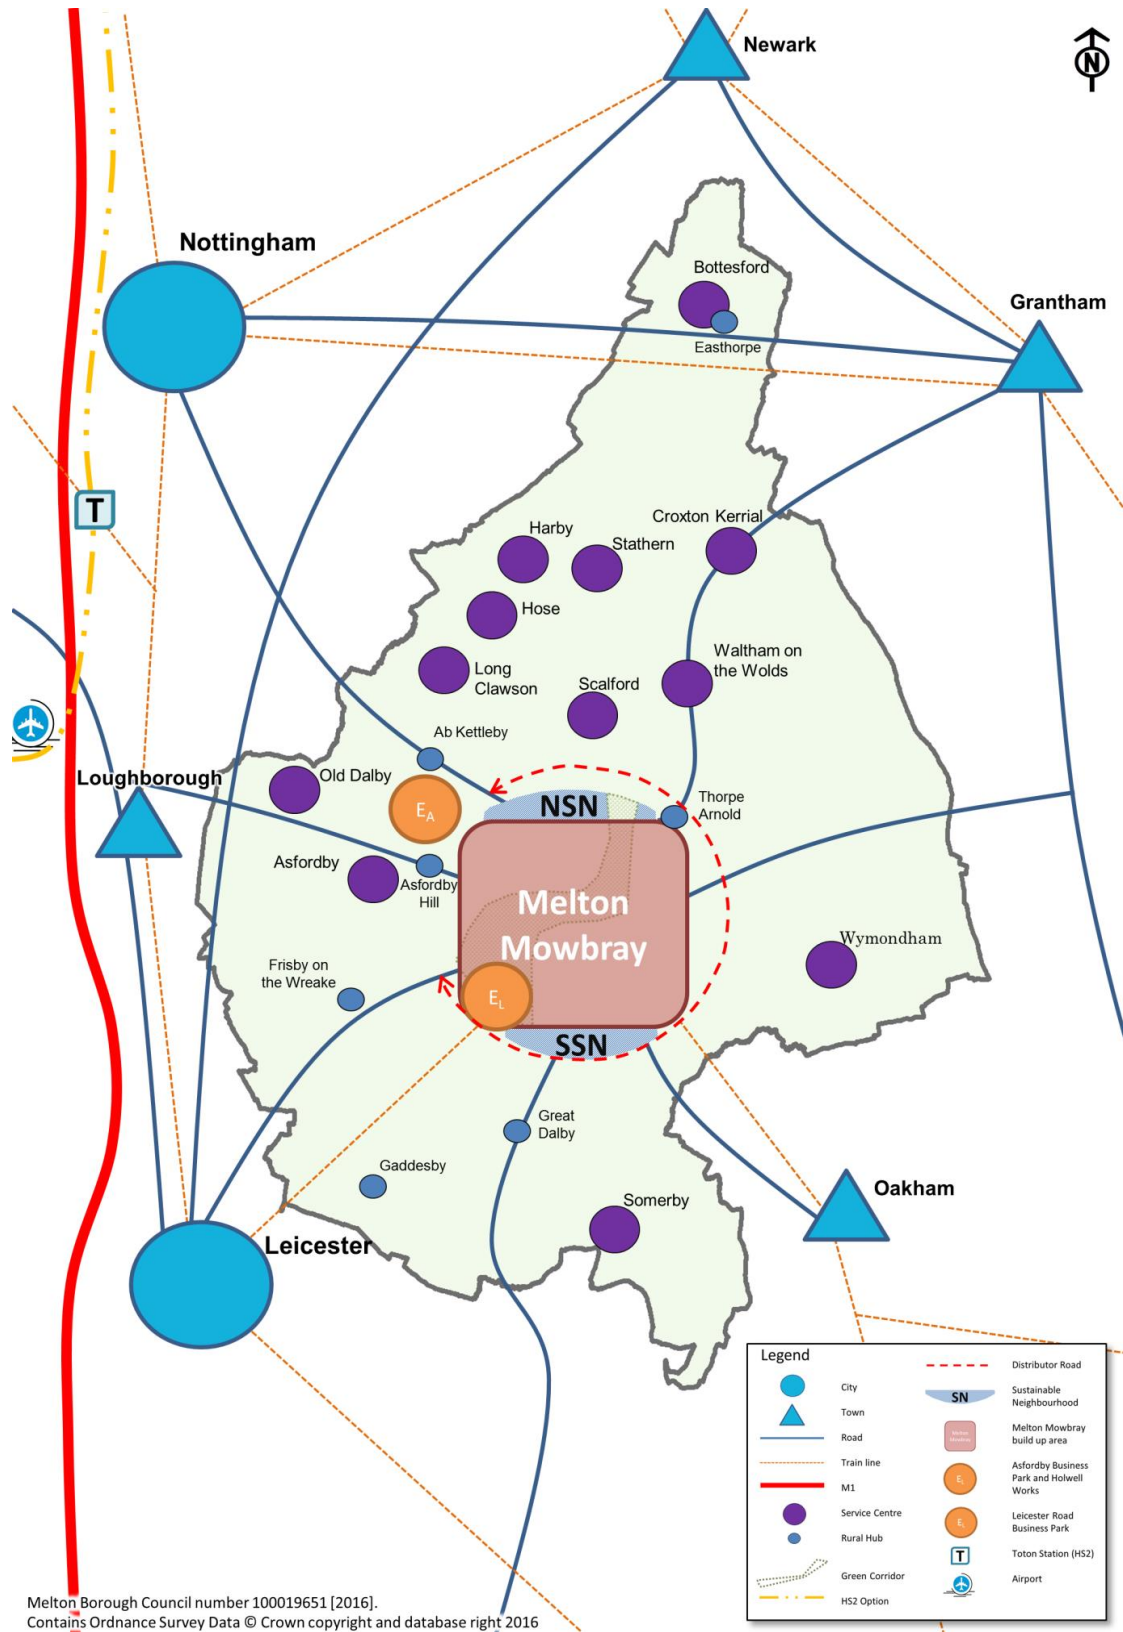 Newark
N
Nottingham
Bottesford
Grantham
Easthorpe
T
Croxton Kerrial
Harby
Stathern
Hose
Waltham on
the Wolds
Long
Clawson
Scalford
Ab Kettleby
Old Dalby
Loughborough
EA
NSN
Thorpe
Arnold
Asfordby
Asfordby
Hill
Melton
Mowbray
Wymondham
Frisby on
the Wreake
EL
SSN
Great
Dalby
Gaddesby
Oakham
Somerby
Leicester
Legend
City
Town
Road
Train line
M1
Service Centre
Rural Hub
Green Corridor
HS2 Option
Distributor Road
SN
Sustainable
Neighbourhood
Melton
Mowbray
Melton Mowbray
build up area
EL
Asfordby Business
Park and Holwell
Works
EL
Leicester Road
Business Park
T
Toton Station (HS2)
Airport
Melton Borough Council number 100019651 [2016].
Contains Ordnance Survey Data © Crown copyright and database right 2016